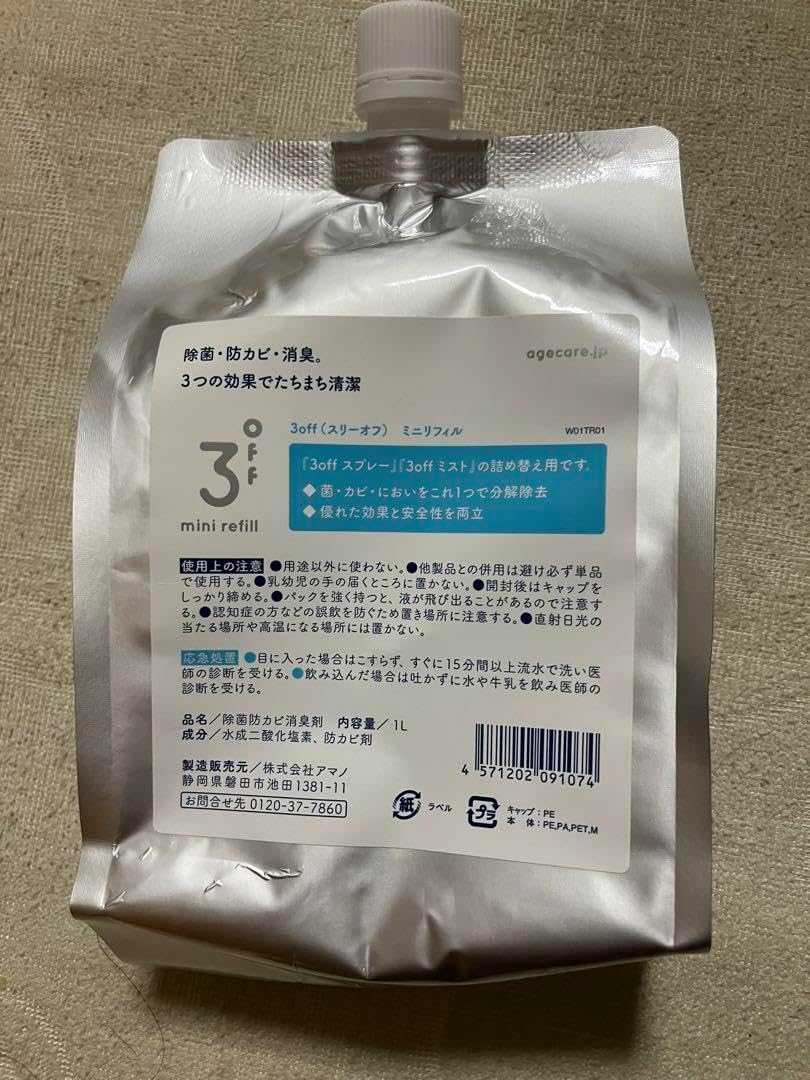 除菌・防カビ・消臭。
3つの効果でたちまち清潔
agecare.jp
3OFF
mini refill
3off（スリーオフ） ミニリフィル
W01TR01
『3off スプレー』『3off ミスト』の詰め替え用です。
◆ 菌・カビ・においをこれ1つで分解除去
◆ 優れた効果と安全性を両立
使用上の注意 ●用途以外に使わない。●他製品との併用は避け必ず単品
で使用する。●乳幼児の手の届くところに置かない。●開封後はキャップを
しっかり締める。●パックを強く持つと、液が飛び出ることがあるので注意す
る。●認知症の方などの誤飲を防ぐため置き場所に注意する。●直射日光の
当たる場所や高温になる場所には置かない。
応急処置 ●目に入った場合はこすらず、すぐに15分間以上流水で洗い医
師の診断を受ける。●飲み込んだ場合は吐かずに水や牛乳を飲み医師の
診断を受ける。
品名／除菌防カビ消臭剤 内容量／1L
成分／水成二酸化塩素、防カビ剤
製造販売元／株式会社アマノ
静岡県磐田市池田1381-11
お問合せ先 0120-37-7860
4 571202 091074
紙 ラベル
プラ キャップ：PE
本 体：PE,PA,PET,M